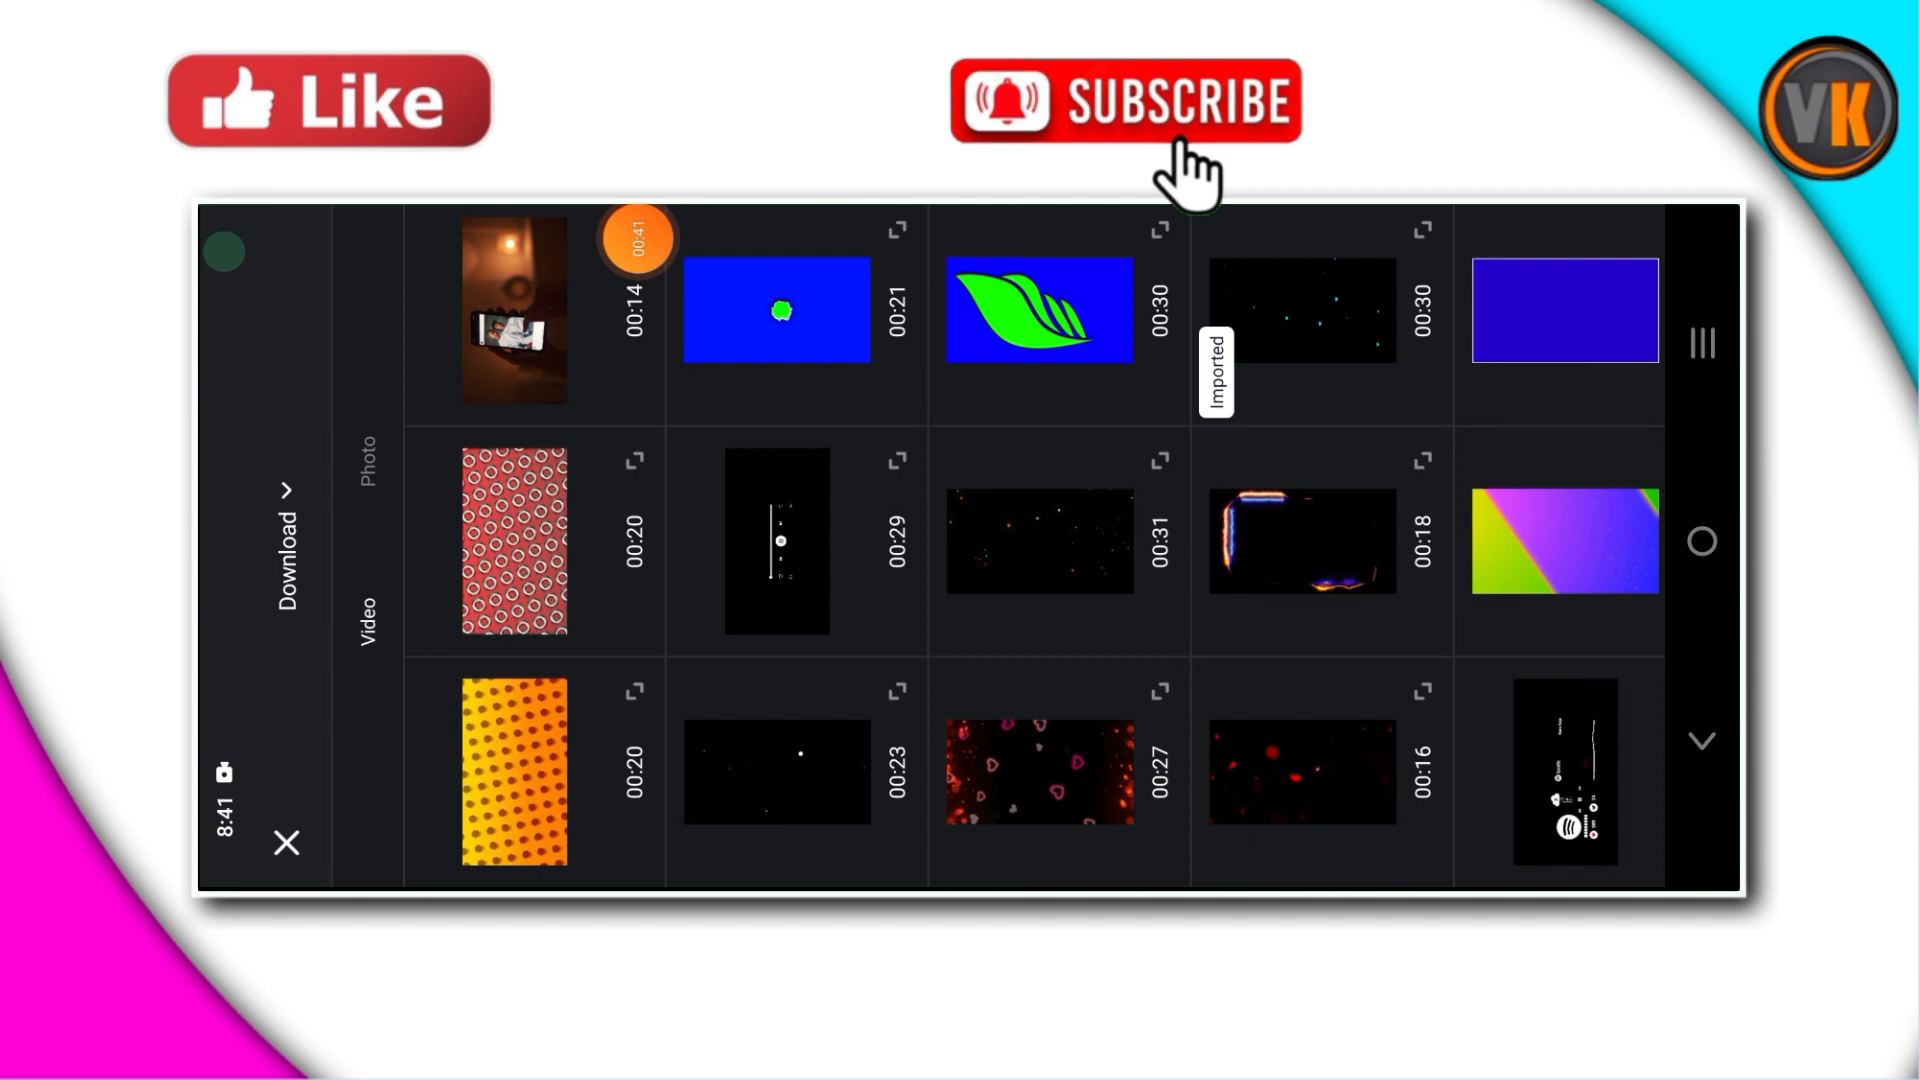 Like
SUBSCRIBE
VK
8:41
Download
Video
Photo
00:20
00:20
00:14
00:41
00:23
00:29
00:21
00:27
00:31
00:30
Imported
00:16
00:18
00:30